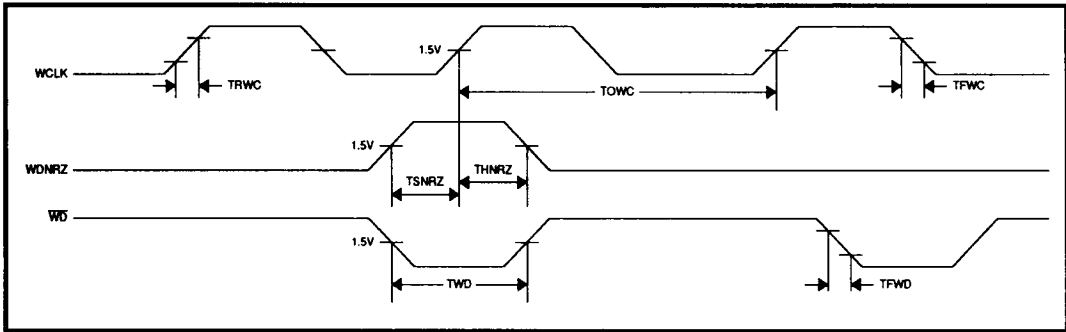 1.5V
WCLK
TRWC
TOWC
TFWC
1.5V
WDNRZ
TSNRZ
THNRZ
WD
1.5V
TWD
TFWD